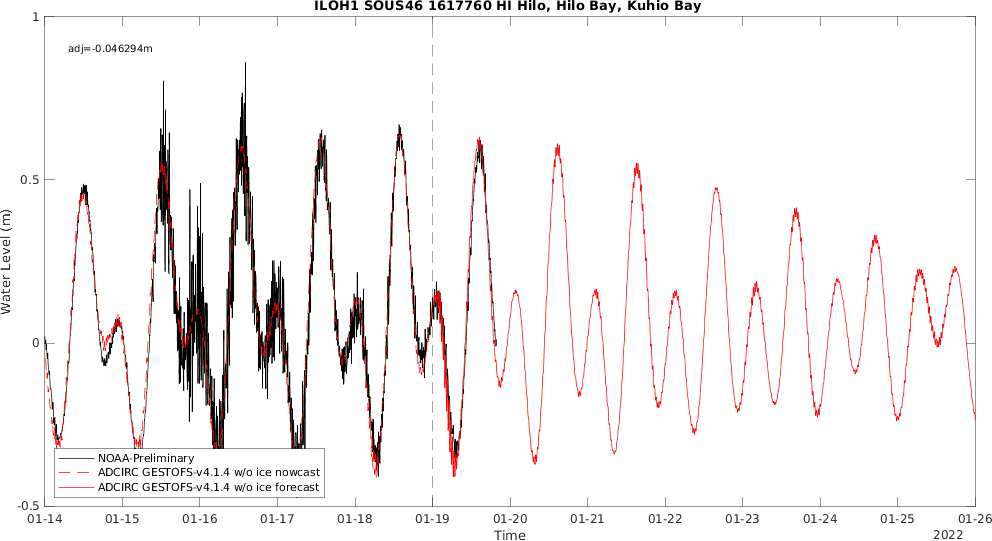 ILOH1 SOUS46 1617760 HI Hilo, Hilo Bay, Kuhio Bay
adj=-0.046294m
1
0.5
0
-0.5
Water Level (m)
NOAA-Preliminary
ADCIRC GESTOFS-v4.1.4 w/o ice nowcast
ADCIRC GESTOFS-v4.1.4 w/o ice forecast
01-14 01-15 01-16 01-17 01-18 01-19 01-20 01-21 01-22 01-23 01-24 01-25 01-26
Time
2022